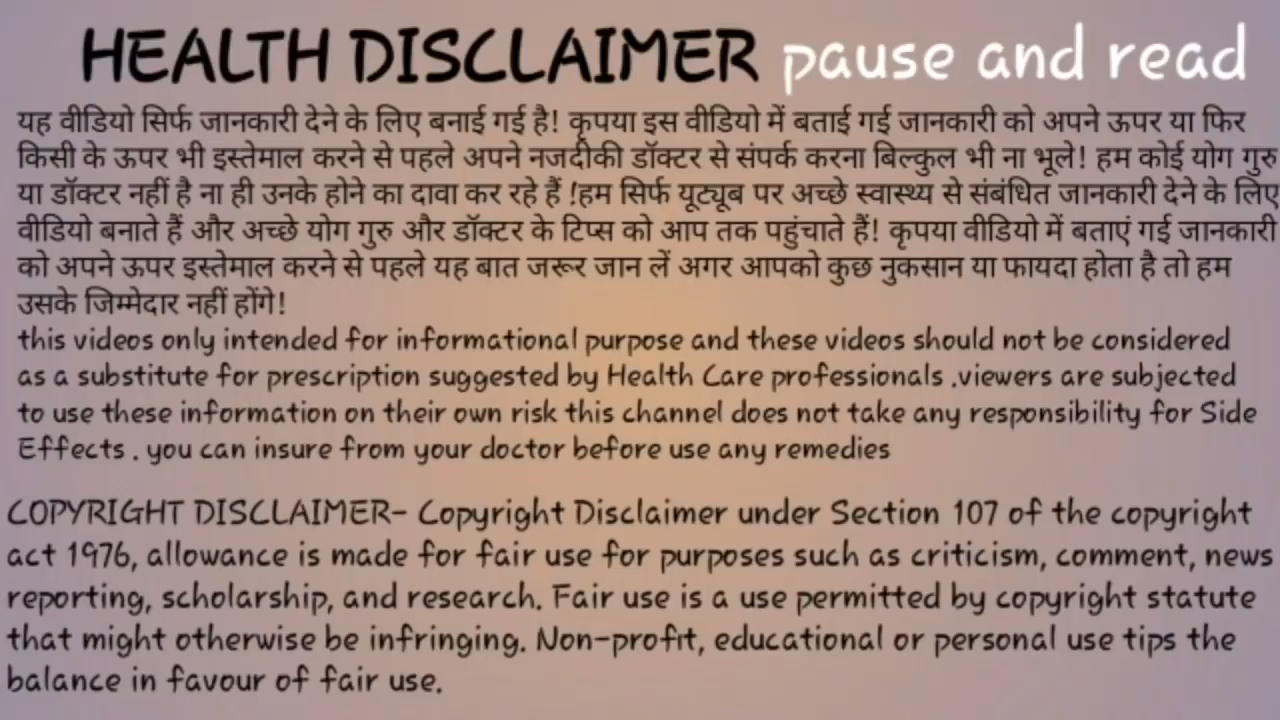 HEALTH DISCLAIMER pause and read
यह वीडियो सिर्फ जानकारी देने के लिए बनाई गई है! कृपया इस वीडियो में बताई गई जानकारी को अपने ऊपर या फिर
किसी के ऊपर भी इस्तेमाल करने से पहले अपने नजदीकी डॉक्टर से संपर्क करना बिल्कुल भी ना भूले! हम कोई योग गुरु
या डॉक्टर नहीं है ना ही उनके होने का दावा कर रहे हैं !हम सिर्फ यूट्यूब पर अच्छे स्वास्थ्य से संबंधित जानकारी देने के लिए
वीडियो बनाते हैं और अच्छे योग गुरु और डॉक्टर के टिप्स को आप तक पहुंचाते हैं! कृपया वीडियो में बताएं गई जानकारी
को अपने ऊपर इस्तेमाल करने से पहले यह बात जरूर जान लें अगर आपको कुछ नुकसान या फायदा होता है तो हम
उसके जिम्मेदार नहीं होंगे!
this videos only intended for informational purpose and these videos should not be considered
as a substitute for prescription suggested by Health Care professionals .viewers are subjected
to use these information on their own risk this channel does not take any responsibility for Side
Effects . you can insure from your doctor before use any remedies
COPYRIGHT DISCLAIMER- Copyright Disclaimer under Section 107 of the copyright
act 1976, allowance is made for fair use for purposes such as criticism, comment, news
reporting, scholarship, and research. Fair use is a use permitted by copyright statute
that might otherwise be infringing. Non-profit, educational or personal use tips the
balance in favour of fair use.